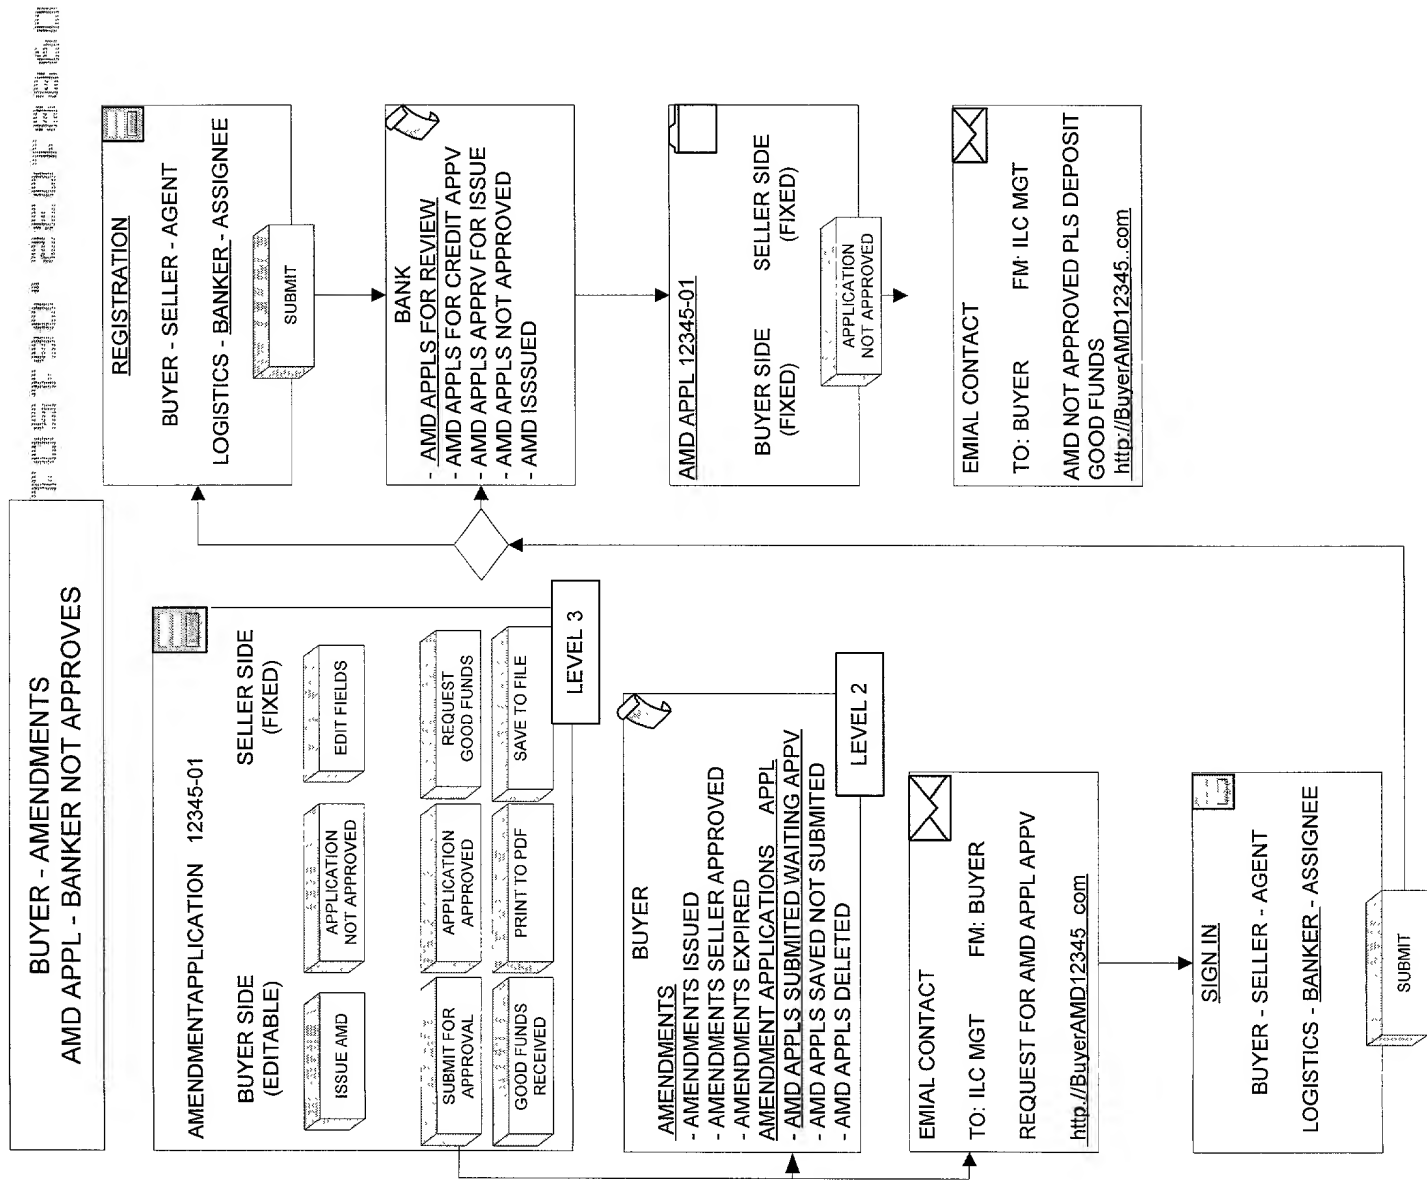 BUYER - AMENDMENTS
AMD APPL - BANKER NOT APPROVES
AMENDMENTAPPLICATION 12345-01
BUYER SIDE
(EDITABLE)
SELLER SIDE
(FIXED)
ISSUE AMD
APPLICATION
NOT APPROVED
EDIT FIELDS
SUBMIT FOR
APPROVAL
APPLICATION
APPROVED
REQUEST
GOOD FUNDS
GOOD FUNDS
RECEIVED
PRINT TO PDF
SAVE TO FILE
LEVEL 3
BUYER
AMENDMENTS
- AMENDMENTS ISSUED
- AMENDMENTS SELLER APPROVED
- AMENDMENTS EXPIRED
AMENDMENT APPLICATIONS APPL
- AMD APPLS SUBMITED WAITING APPV
- AMD APPLS SAVED NOT SUBMITTED
- AMD APPLS DELETED
LEVEL 2
EMIAL CONTACT
TO: ILC MGT FM: BUYER
REQUEST FOR AMD APPL APPV
http://BuyerAMD12345 com
SIGN IN
BUYER - SELLER - AGENT
LOGISTICS - BANKER - ASSIGNEE
SUBMIT
REGISTRATION
BUYER - SELLER - AGENT
LOGISTICS - BANKER - ASSIGNEE
SUBMIT
BANK
- AMD APPLS FOR REVIEW
- AMD APPLS FOR CREDIT APPV
- AMD APPLS APPRV FOR ISSUE
- AMD APPLS NOT APPROVED
- AMD ISSSUED
AMD APPL 12345-01
BUYER SIDE
(FIXED)
SELLER SIDE
(FIXED)
APPLICATION
NOT APPROVED
EMIAL CONTACT
TO: BUYER FM: ILC MGT
AMD NOT APPROVED PLS DEPOSIT
GOOD FUNDS
http://BuyerAMD12345..com